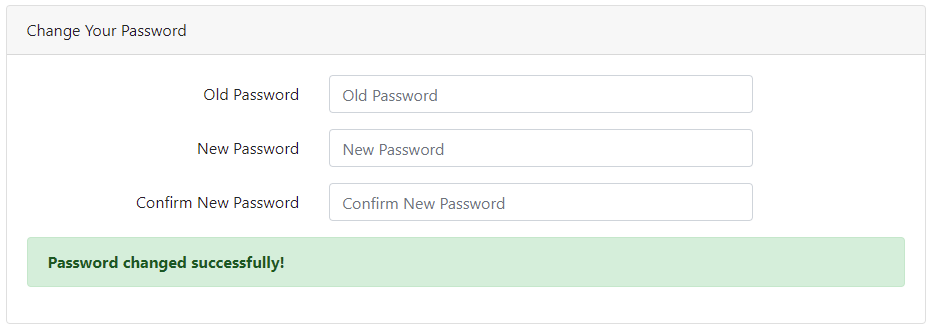 Change Your Password
Old Password Old Password
New Password New Password
Confirm New Password Confirm New Password
Password changed successfully!